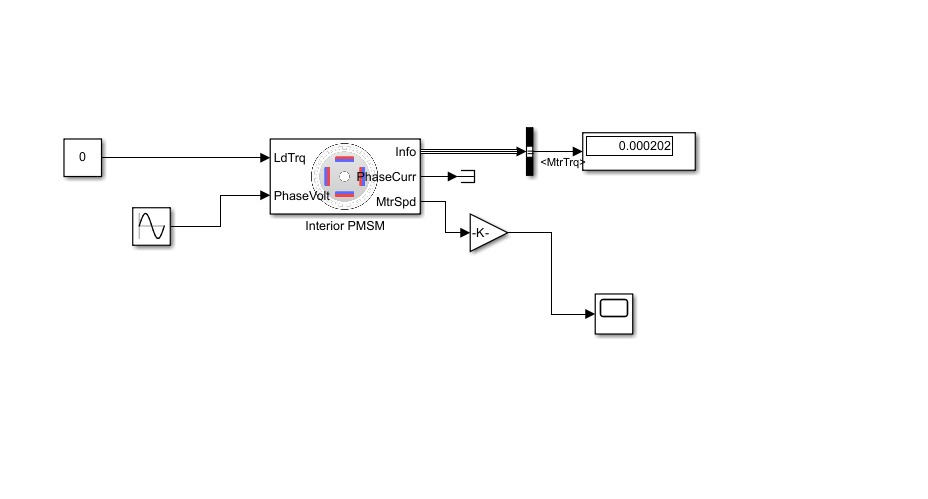 0
LdTrq
PhaseVolt
Info
PhaseCurr
MtrSpd
Interior PMSM
-K-
<MtrTrq>
0.000202